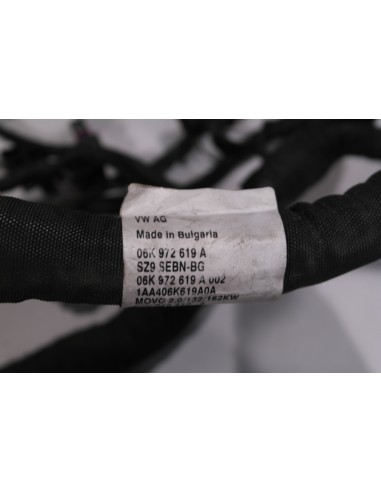 VW AG
Made in Bulgaria
06K 972 619 A
SZ9 SEBN-BG
06K 972 619 A 002
1AA406K619A0A
MOVO 2.0/132/162KW